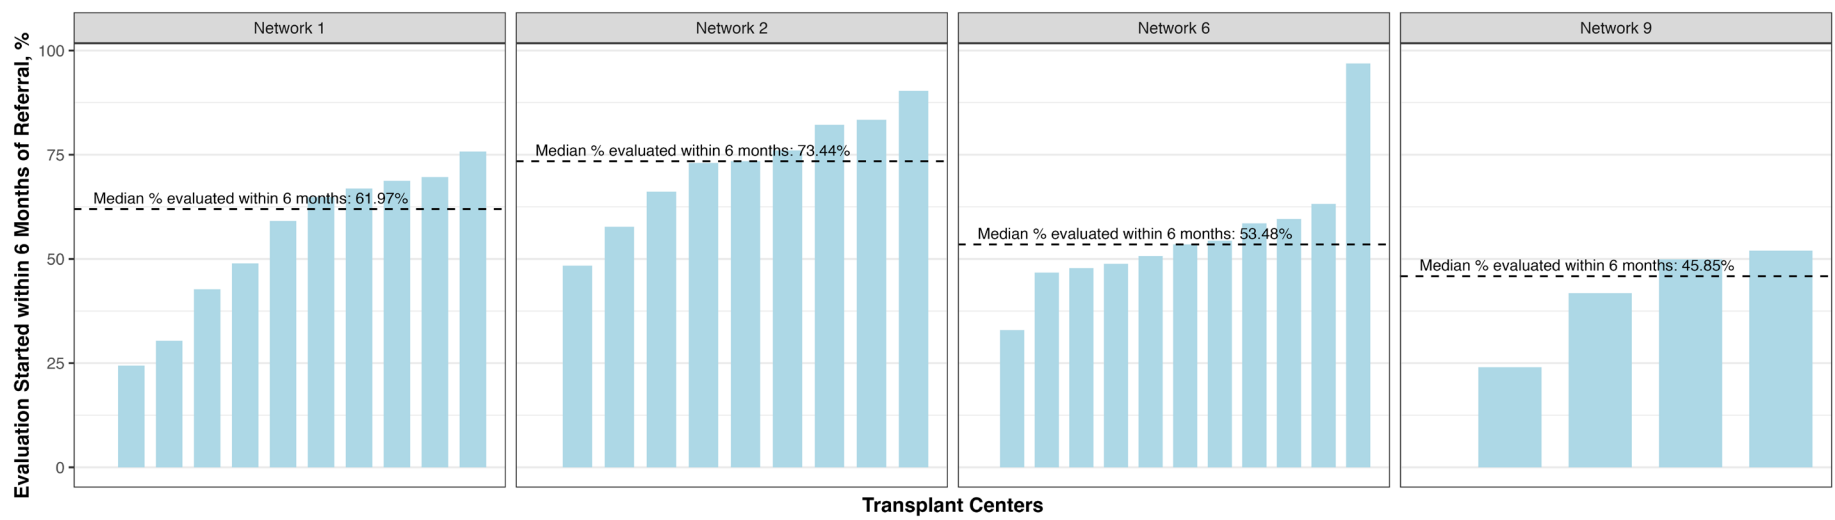 Network 1
Network 2
Network 6
Network 9
Evaluation Started within 6 Months of Referral, %
100
75
50
25
0
Median % evaluated within 6 months: 61.97%
Median % evaluated within 6 months: 73.44%
Median % evaluated within 6 months: 53.48%
Median % evaluated within 6 months: 45.85%
Transplant Centers